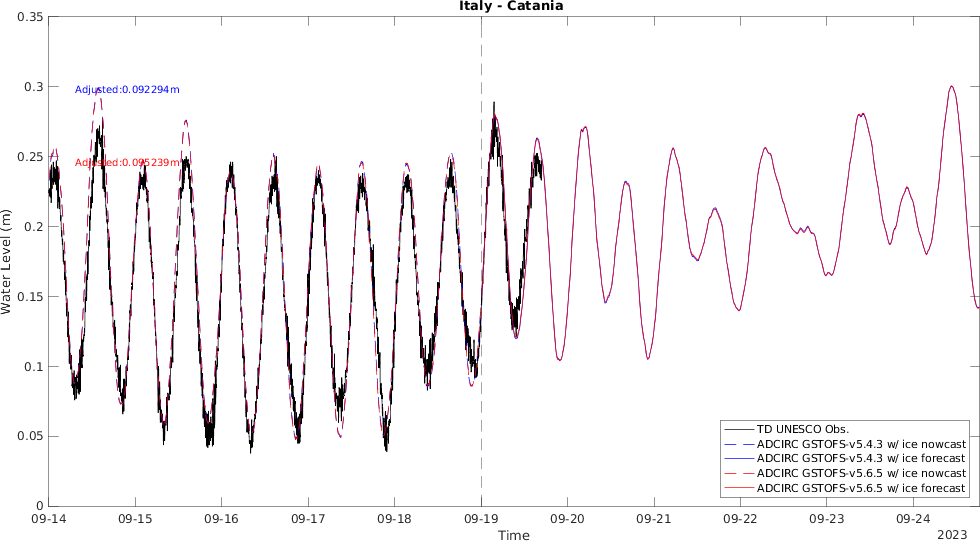 Italy - Catania
0.35
0.3
0.25
0.2
0.15
0.1
0.05
0
Water Level (m)
Adjusted:0.092294m
Adjusted:0.095239m
TD UNESCO Obs.
ADCIRC GSTOFS-v5.4.3 w/ ice nowcast
ADCIRC GSTOFS-v5.4.3 w/ ice forecast
ADCIRC GSTOFS-v5.6.5 w/ ice nowcast
ADCIRC GSTOFS-v5.6.5 w/ ice forecast
09-14 09-15 09-16 09-17 09-18 09-19 09-20 09-21 09-22 09-23 09-24
Time
2023